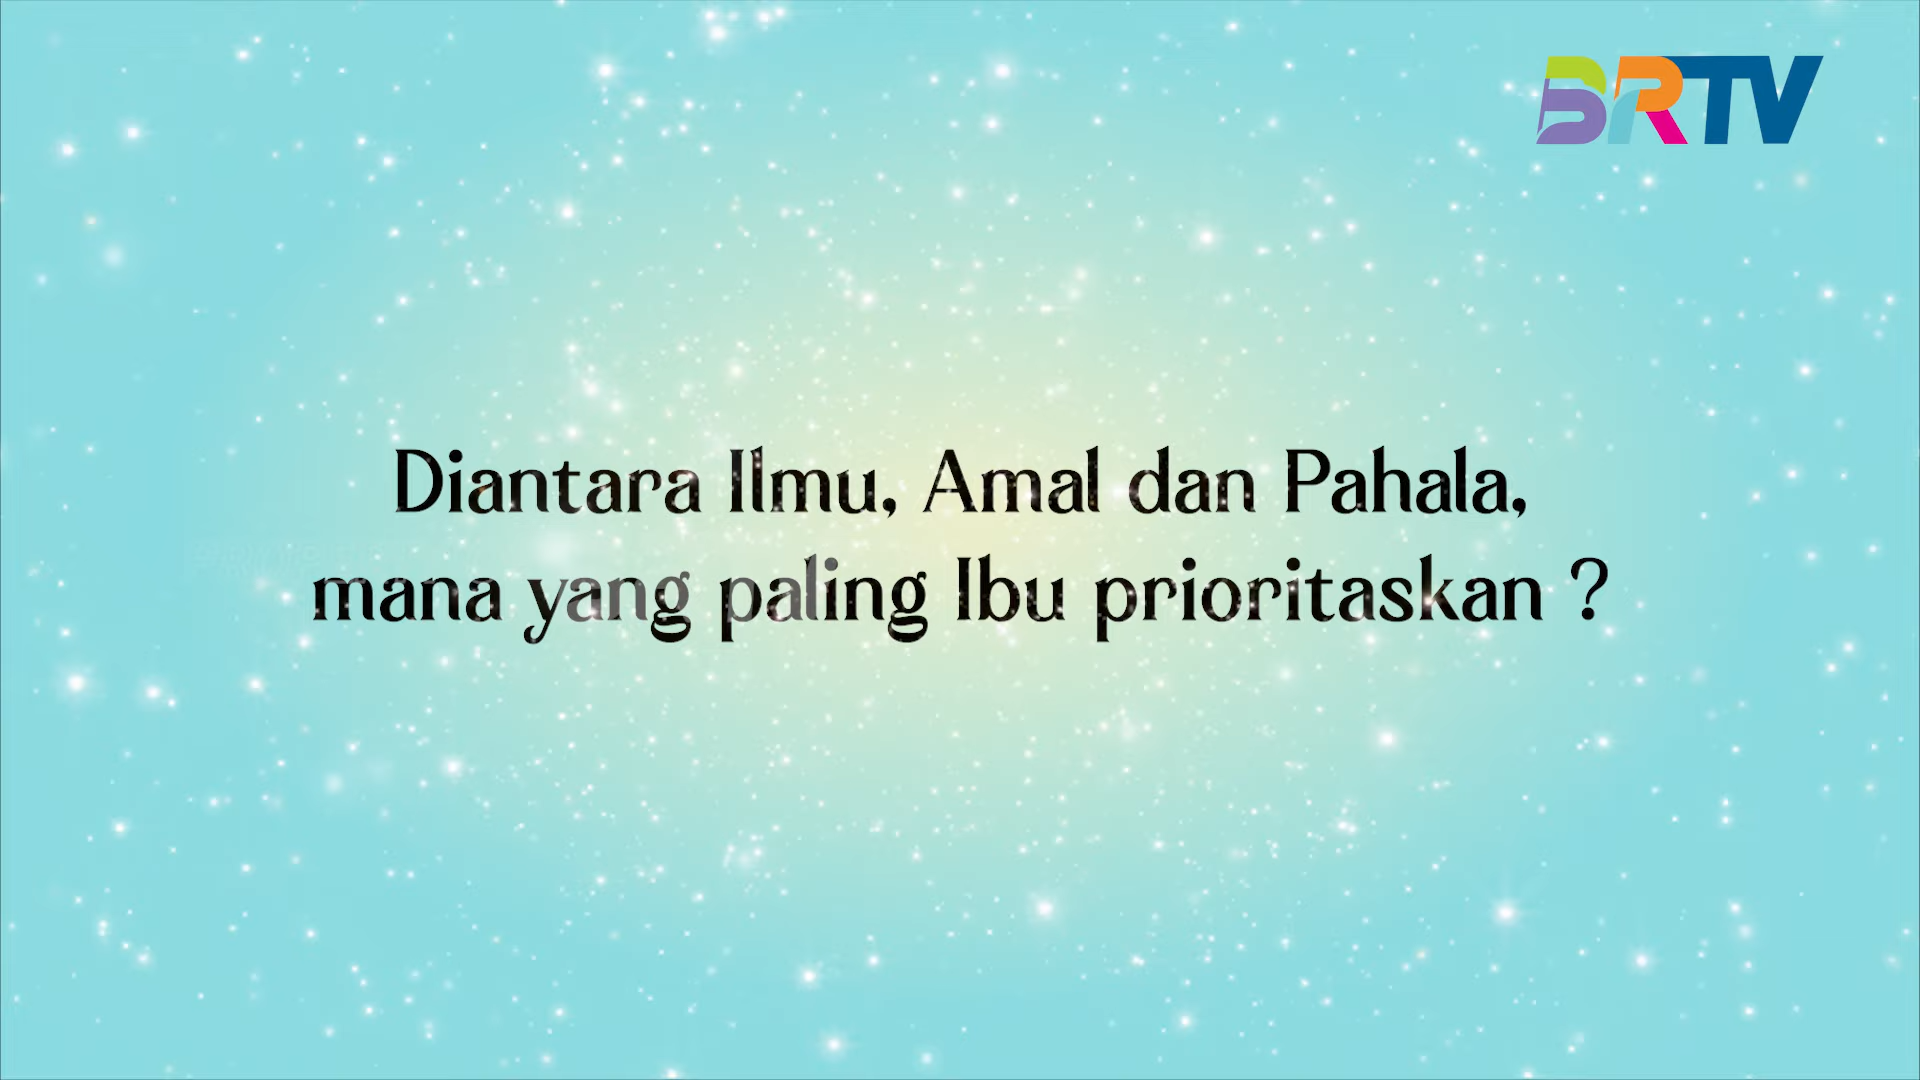 BRTV
Diantara Ilmu, Amal dan Pahala,
mana yang paling Ibu prioritaskan ?